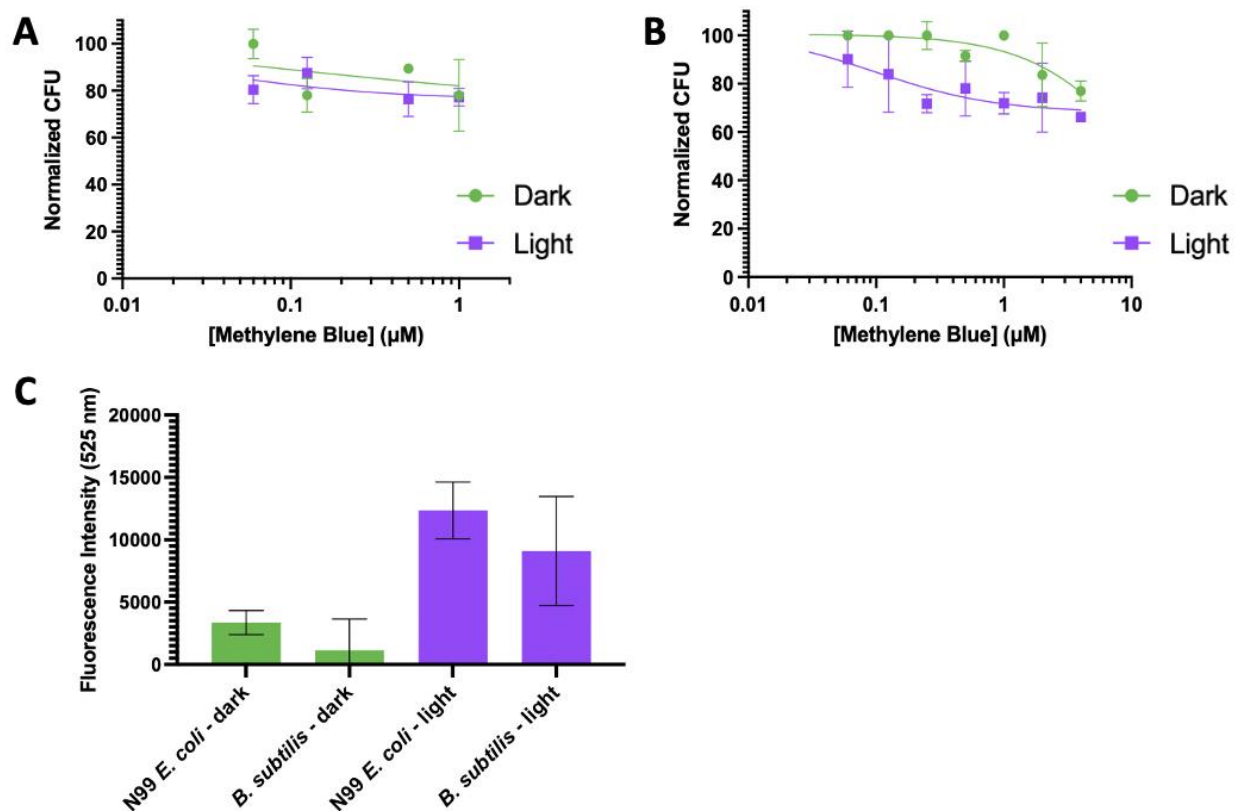 A
Normalized CFU
100
80
60
40
20
0
0.01
0.1
1
[Methylene Blue] (µM)
Dark
Light
B
Normalized CFU
100
80
60
40
20
0
0.01
0.1
1
10
[Methylene Blue] (µM)
Dark
Light
C
Fluorescence Intensity (525 nm)
20000
15000
10000
5000
0
N99 E. coli - dark
B. subtilis - dark
N99 E. coli - light
B. subtilis - light